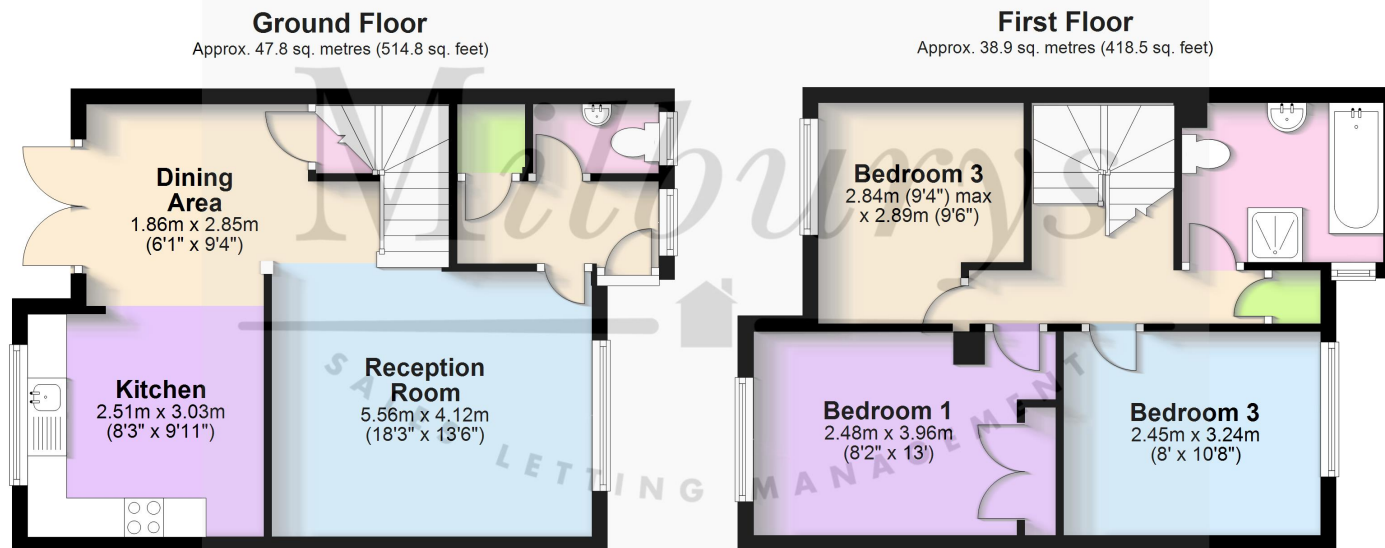 Ground Floor
Approx. 47.8 sq. metres (514.8 sq. feet)
First Floor
Approx. 38.9 sq. metres (418.5 sq. feet)
Milburys
SALES LETTING MANAGEMENT
Dining
Area
1.86m x 2.85m
(6'1" x 9'4")
Kitchen
2.51m x 3.03m
(8'3" x 9'11")
Reception
Room
5.56m x 4.12m
(18'3" x 13'6")
Bedroom 3
2.84m (9'4") max
x 2.89m (9'6")
Bedroom 1
2.48m x 3.96m
(8'2" x 13')
Bedroom 3
2.45m x 3.24m
(8' x 10'8")